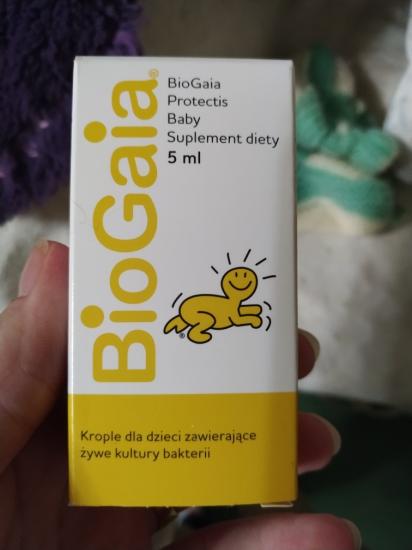 BioGaia®
BioGaia
Protectis
Baby
Suplement diety
5 ml
®
Krople dla dzieci zawierające
żywe kultury bakterii